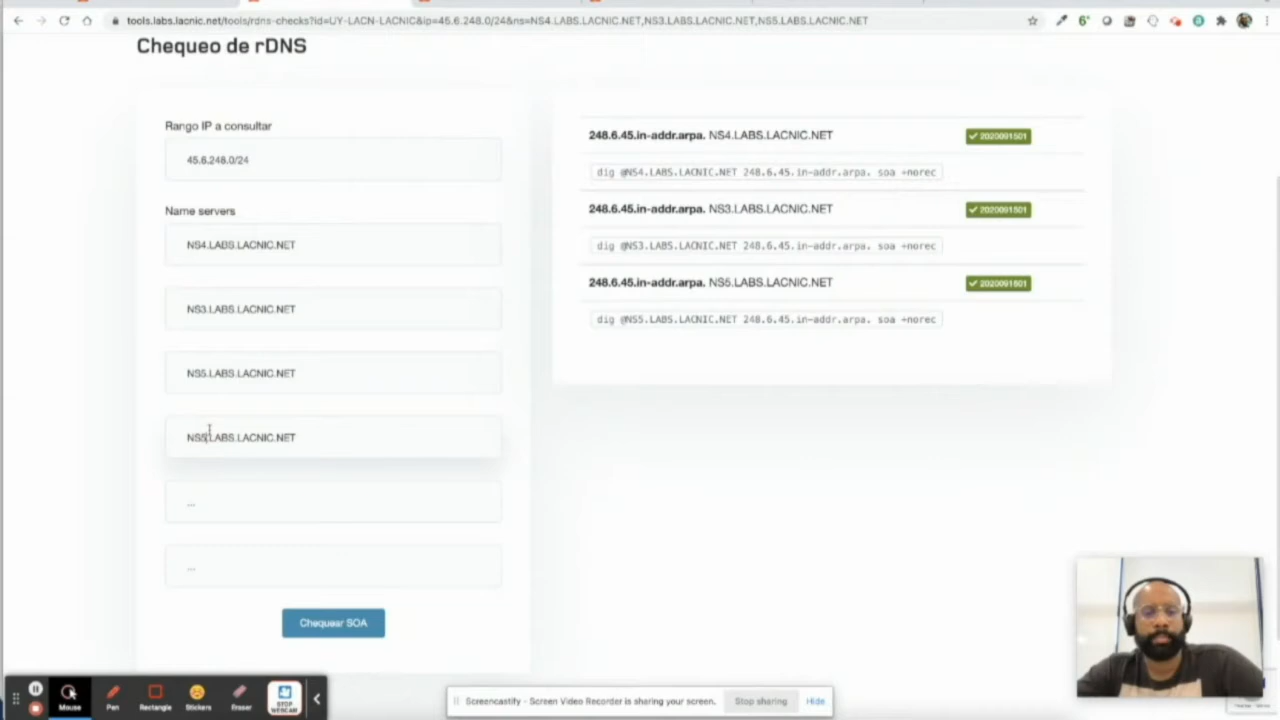 tools.labs.lacnic.net/tools/rdns-checks?id=UY-LACN-LACNIC&ip=45.6.248.0/24&ns=NS4.LABS.LACNIC.NET,NS3.LABS.LACNIC.NET,NS5.LABS.LACNIC.NET
Chequeo de rDNS
Rango IP a consultar
45.6.248.0/24
Name servers
NS4.LABS.LACNIC.NET
NS3.LABS.LACNIC.NET
NS5.LABS.LACNIC.NET
NS5.LABS.LACNIC.NET
...
...
Chequear SOA
248.6.45.in-addr.arpa. NS4.LABS.LACNIC.NET
2020091501
dig @NS4.LABS.LACNIC.NET 248.6.45.in-addr.arpa. soa +norec
248.6.45.in-addr.arpa. NS3.LABS.LACNIC.NET
2020091501
dig @NS3.LABS.LACNIC.NET 248.6.45.in-addr.arpa. soa +norec
248.6.45.in-addr.arpa. NS5.LABS.LACNIC.NET
2020091501
dig @NS5.LABS.LACNIC.NET 248.6.45.in-addr.arpa. soa +norec
Mouse
Pen
Rectangle
Stickers
Eraser
STOP WEBCAM
Screencastify - Screen Video Recorder is sharing your screen.
Stop sharing
Hide